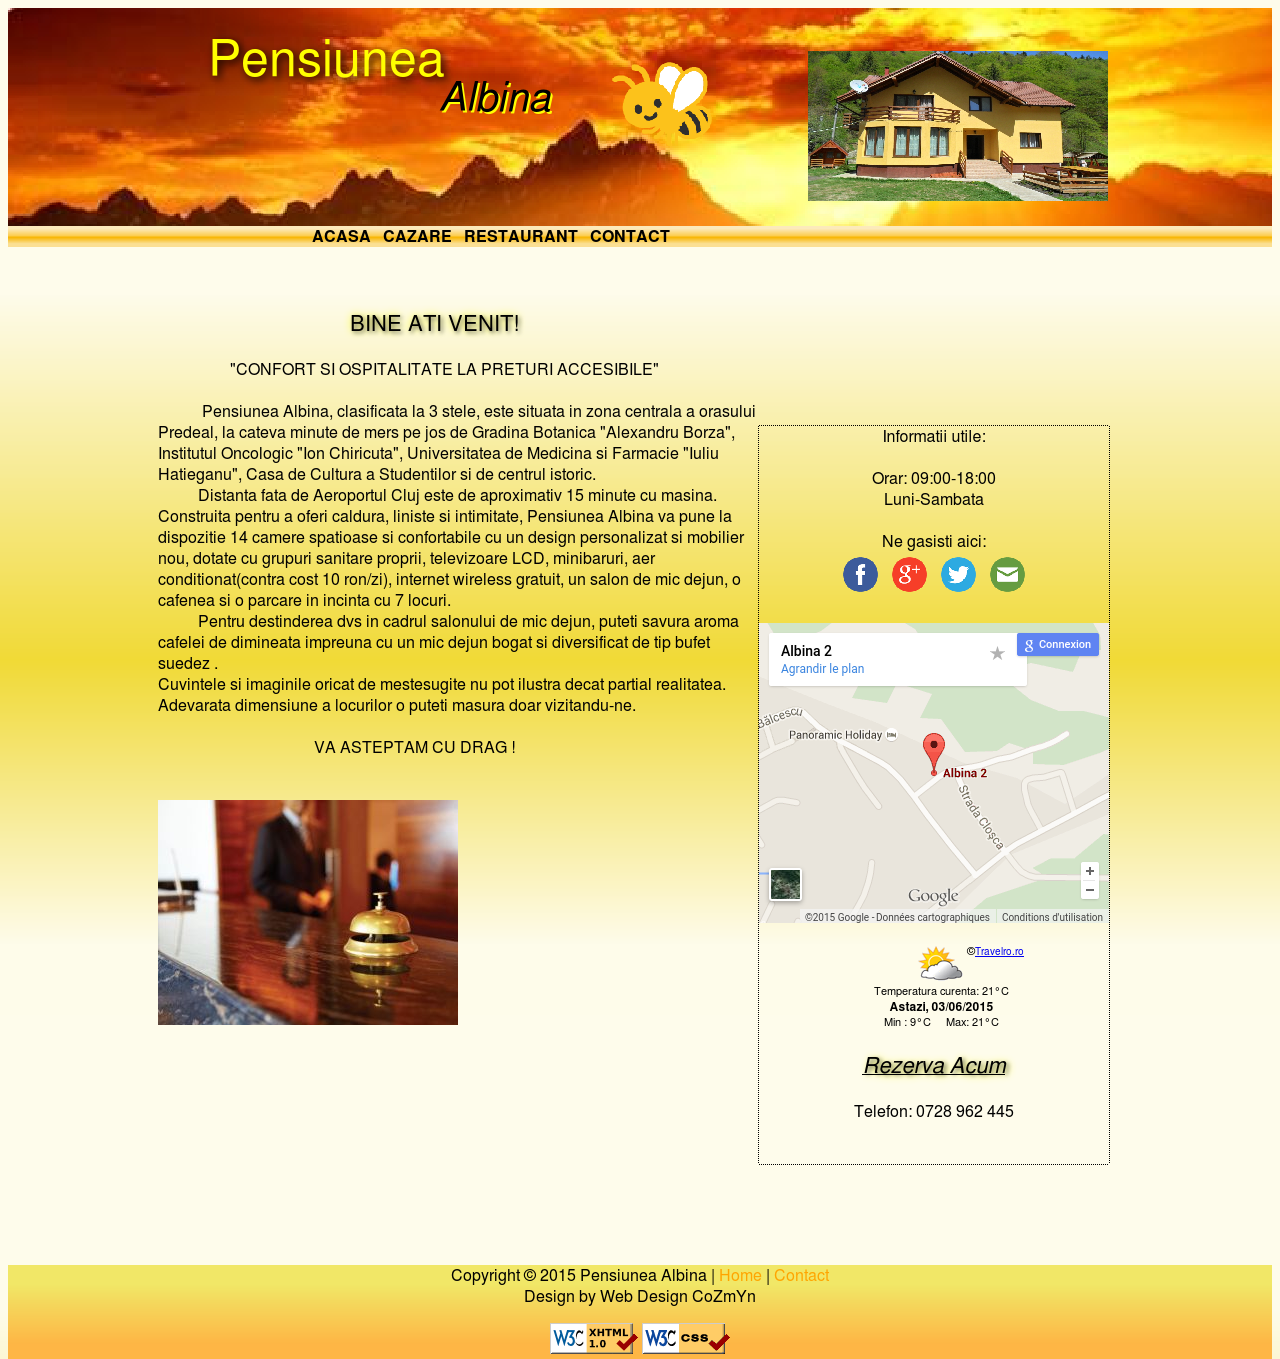 Pensiunea
Albina
ACASA CAZARE RESTAURANT CONTACT
BINE ATI VENIT!
"CONFORT SI OSPITALITATE LA PRETURI ACCESIBILE"
Pensiunea Albina, clasificata la 3 stele, este situata in zona centrala a orasului
Predeal, la cateva minute de mers pe jos de Gradina Botanica "Alexandru Borza",
Institutul Oncologic "Ion Chiricuta", Universitatea de Medicina si Farmacie "Iuliu
Hatieganu", Casa de Cultura a Studentilor si de centrul istoric.
Distanta fata de Aeroportul Cluj este de aproximativ 15 minute cu masina.
Construita pentru a oferi caldura, liniste si intimitate, Pensiunea Albina va pune la
dispozitie 14 camere spatioase si confortabile cu un design personalizat si mobilier
nou, dotate cu grupuri sanitare proprii, televizoare LCD, minibaruri, aer
conditionat(contra cost 10 ron/zi), internet wireless gratuit, un salon de mic dejun, o
cafenea si o parcare in incinta cu 7 locuri.
Pentru destinderea dvs in cadrul salonului de mic dejun, puteti savura aroma
cafelei de dimineata impreuna cu un mic dejun bogat si diversificat de tip bufet
suedez .
Cuvintele si imaginile oricat de mestesugite nu pot ilustra decat partial realitatea.
Adevarata dimensiune a locurilor o puteti masura doar vizitandu-ne.
VA ASTEPTAM CU DRAG !
Informatii utile:
Orar: 09:00-18:00
Luni-Sambata
Ne gasisti aici:
f g+
Albina 2
Agrandir le plan
g Connexion
Bălcescu
Panoramic Holiday
Albina 2
Strada Cloșca
+
Google
−
©2015 Google - Données cartographiques Conditions d'utilisation
©Travelro.ro
Temperatura curenta: 21°C
Astazi, 03/06/2015
Min : 9°C Max: 21°C
Rezerva Acum
Telefon: 0728 962 445
Copyright © 2015 Pensiunea Albina | Home | Contact
Design by Web Design CoZmYn
W3C XHTML 1.0 W3C css